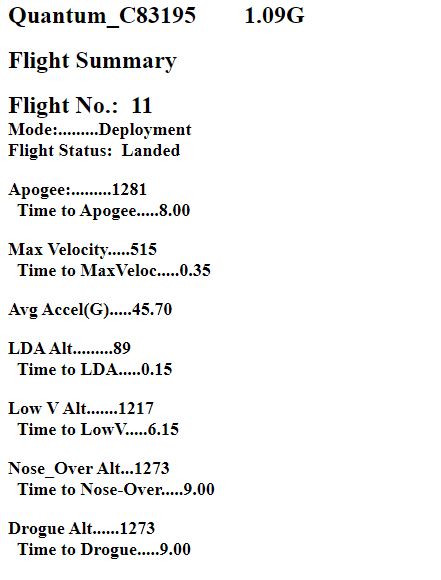 Quantum_C83195 1.09G
Flight Summary
Flight No.: 11
Mode:.........Deployment
Flight Status: Landed
Apogee:.........1281
Time to Apogee.....8.00
Max Velocity.....515
Time to MaxVeloc.....0.35
Avg Accel(G).....45.70
LDA Alt.........89
Time to LDA.....0.15
Low V Alt.......1217
Time to LowV.....6.15
Nose_Over Alt...1273
Time to Nose-Over.....9.00
Drogue Alt......1273
Time to Drogue.....9.00